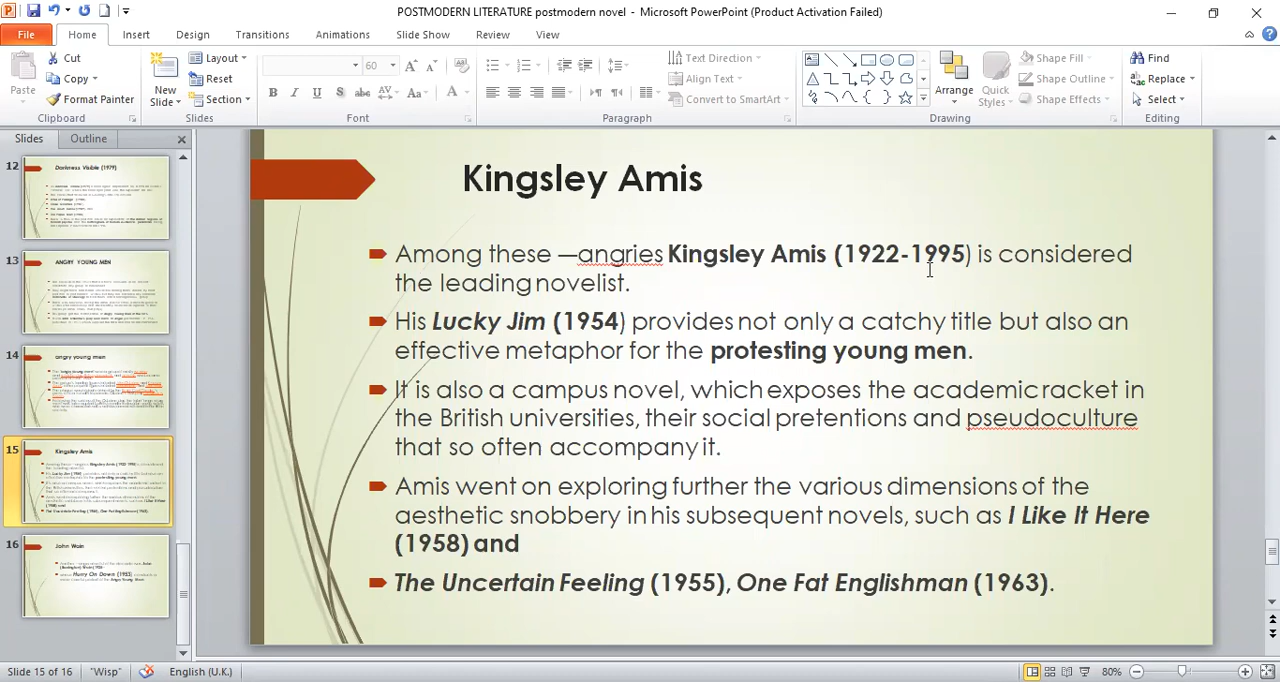 POSTMODERN LITERATURE postmodern novel - Microsoft PowerPoint (Product Activation Failed)
File Home Insert Design Transitions Animations Slide Show Review View
Cut
Copy
Format Painter
Paste
Clipboard
New
Slide
Layout
Reset
Section
Slides
60
Font
Text Direction
Align Text
Convert to SmartArt
Paragraph
Arrange
Quick
Styles
Shape Fill
Shape Outline
Shape Effects
Drawing
Find
Replace
Select
Editing
Slides Outline
12
Darkness Visible (1979)
13
ANGRY YOUNG MEN
14
angry young men
15
Kingsley Amis
16
John Wain
Kingsley Amis
Among these ―angries Kingsley Amis (1922-1995) is considered
the leading novelist.
His Lucky Jim (1954) provides not only a catchy title but also an
effective metaphor for the protesting young men.
It is also a campus novel, which exposes the academic racket in
the British universities, their social pretentions and pseudoculture
that so often accompany it.
Amis went on exploring further the various dimensions of the
aesthetic snobbery in his subsequent novels, such as I Like It Here
(1958) and
The Uncertain Feeling (1955), One Fat Englishman (1963).
Slide 15 of 16 "Wisp" English (U.K.) 80%